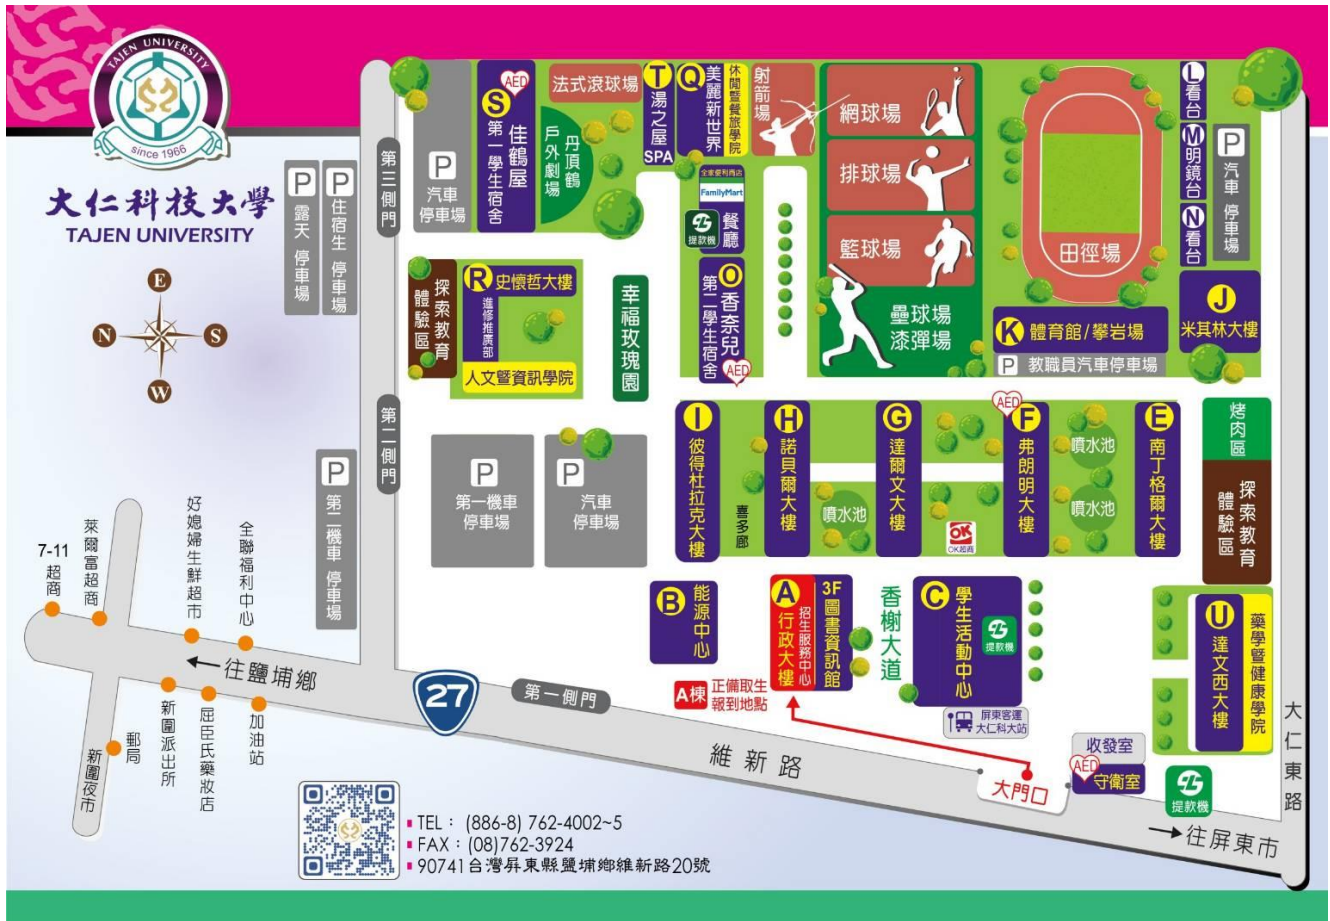 TAJEN UNIVERSITY
since 1966
大仁科技大學
TAJEN UNIVERSITY
E
N
S
W
P
露天 停車場
P
住宿生 停車場
第三側門
P
汽車
停車場
AED
S
佳鶴屋
第一學生宿舍
法式滾球場
丹頂鶴
戶外劇場
T
湯之屋
SPA
Q
美麗新世界
休閒暨餐旅學院
射箭場
網球場
排球場
籃球場
壘球場
漆彈場
田徑場
L
看台
M
明鏡台
N
看台
P
汽車 停車場
全家便利商店
FamilyMart
提款機
餐廳
O
香奈兒
第二學生宿舍
AED
探索教育
體驗區
R
史懷哲大樓
進修推廣部
人文暨資訊學院
幸福玫瑰園
K
體育館/攀岩場
P
教職員汽車停車場
J
米其林大樓
第二側門
P
第二機車 停車場
P
第一機車
停車場
P
汽車
停車場
I
彼得杜拉克大樓
喜多廊
H
諾貝爾大樓
噴水池
G
達爾文大樓
OK
OK超商
AED
F
弗朗明大樓
噴水池
噴水池
E
南丁格爾大樓
烤肉區
探索教育
體驗區
B
能源中心
A
行政大樓
招生服務中心
3F
圖書資訊館
香榭大道
C
學生活動中心
提款機
U
達文西大樓
藥學暨健康學院
A棟
正備取生
報到地點
屏東客運
大仁科大站
收發室
AED
守衛室
提款機
大門口
大仁東路
7-11
超商
萊爾富超商
好媳婦生鮮超市
全聯福利中心
往鹽埔鄉
27
第一側門
維新路
往屏東市
新圍夜市
郵局
新圍派出所
屈臣氏藥妝店
加油站
TEL： (886-8) 762-4002~5
FAX：(08)762-3924
90741台灣屏東縣鹽埔鄉維新路20號